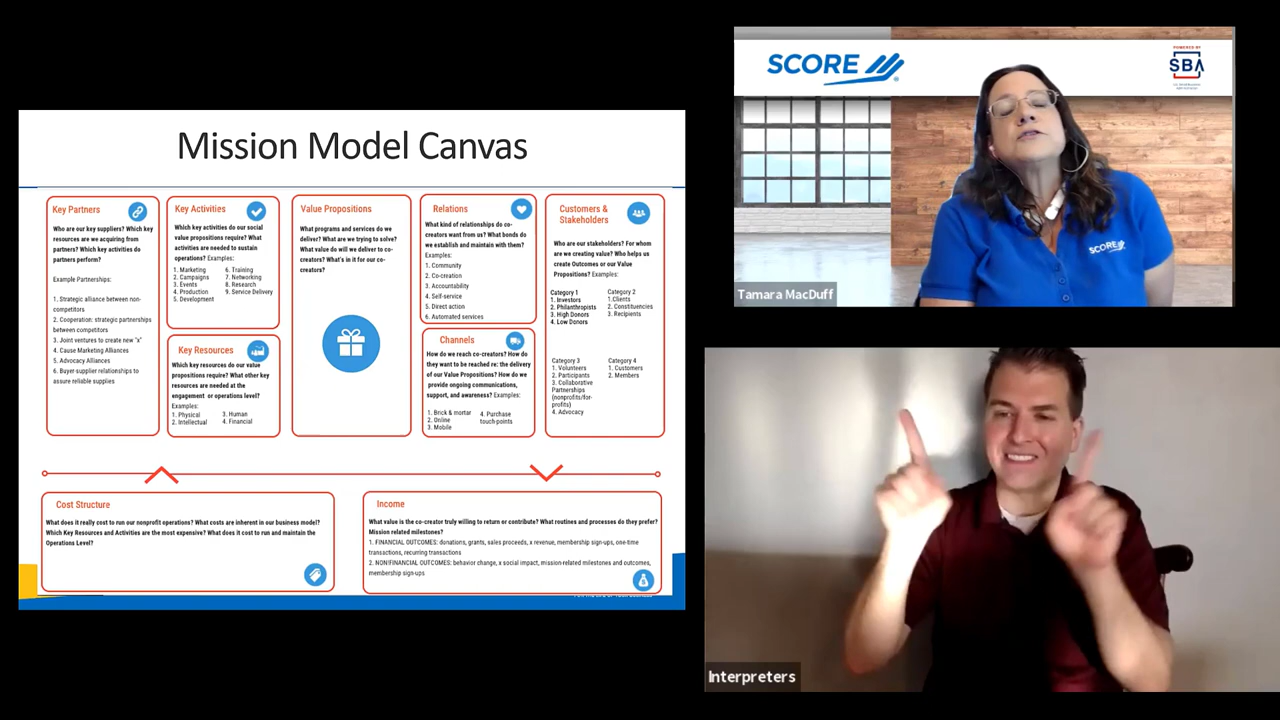 Mission Model Canvas
Key Partners
Who are our key suppliers? Which key
resources are we acquiring from
partners? Which key activities do
partners perform?
Example Partnerships:
1. Strategic alliance between non-
competitors
2. Cooperation: strategic partnerships
between competitors
3. Joint ventures to create new "x"
4. Cause Marketing Alliances
5. Advocacy Alliances
6. Buyer-supplier relationships to
assure reliable supplies
Key Activities
Which key activities do our social
value propositions require? What
activities are needed to sustain
operations? Examples:
1. Marketing
2. Campaigns
3. Events
4. Production
5. Development
6. Training
7. Networking
8. Research
9. Service Delivery
Key Resources
Which key resources do our value
propositions require? What other key
resources are needed at the
engagement or operations level?
Examples:
1. Physical
2. Intellectual
3. Human
4. Financial
Value Propositions
What programs and services do we
deliver? What are we trying to solve?
What value do will we deliver to co-
creators? What's in it for our co-
creators?
Relations
What kind of relationships do co-
creators want from us? What bonds do
we establish and maintain with them?
Examples:
1. Community
2. Co-creation
3. Accountability
4. Self-service
5. Direct action
6. Automated services
Channels
How do we reach co-creators? How do
they want to be reached re: the delivery
of our Value Propositions? How do we
provide ongoing communications,
support, and awareness? Examples:
1. Brick & mortar
2. Online
3. Mobile
4. Purchase
touch points
Customers &
Stakeholders
Who are our stakeholders? For whom
are we creating value? Who helps us
create Outcomes or our Value
Propositions? Examples:
Category 1
1. Investors
2. Philanthropists
3. High Donors
4. Low Donors
Category 2
1.Clients
2. Constituencies
3. Recipients
Category 3
1. Volunteers
2. Participants
3. Collaborative
Partnerships
(nonprofits/for-
profits)
4. Advocacy
Category 4
1. Customers
2. Members
Cost Structure
What does it really cost to run our nonprofit operations? What costs are inherent in our business model?
Which Key Resources and Activities are the most expensive? What does it cost to run and maintain the
Operations Level?
Income
What value is the co-creator truly willing to return or contribute? What routines and processes do they prefer?
Mission related milestones?
1. FINANCIAL OUTCOMES: donations, grants, sales proceeds, x revenue, membership sign-ups, one-time
transactions, recurring transactions
2. NON!FINANCIAL OUTCOMES: behavior change, x social impact, mission-related milestones and outcomes,
membership sign-ups
SCORE
POWERED BY
SBA
SCORE
Tamara MacDuff
Interpreters